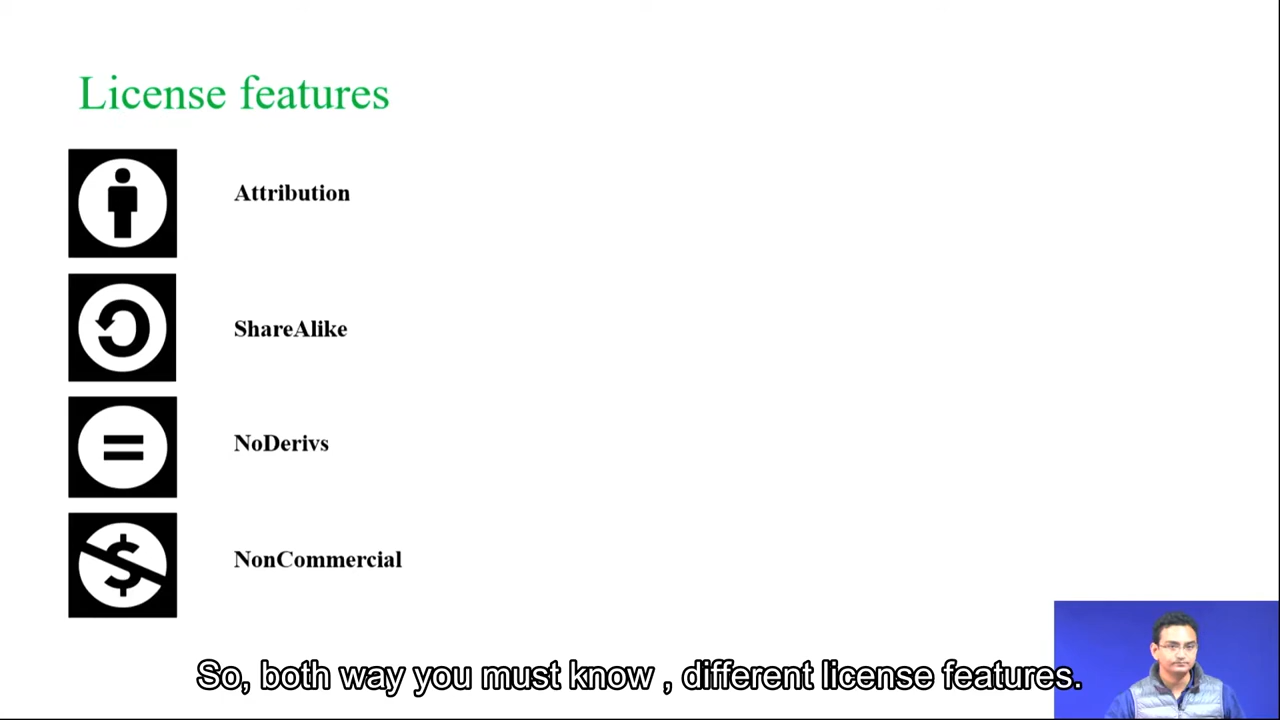 License features
Attribution
ShareAlike
NoDerivs
NonCommercial
So, both way you must know , different license features.